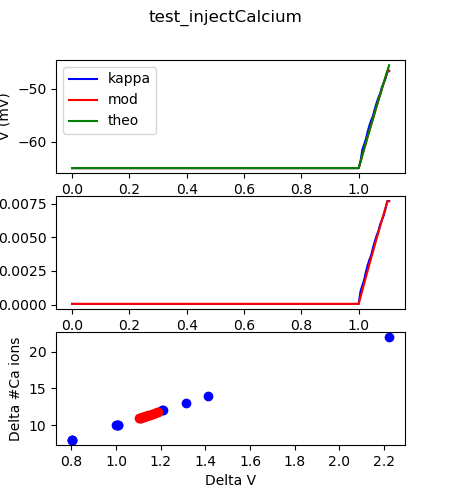 test_injectCalcium
V (mV)
−50
−60
kappa
mod
theo
0.0 0.2 0.4 0.6 0.8 1.0
0.0075
0.0050
0.0025
0.0000
0.0 0.2 0.4 0.6 0.8 1.0
Delta #Ca ions
20
15
10
0.8 1.0 1.2 1.4 1.6 1.8 2.0 2.2
Delta V